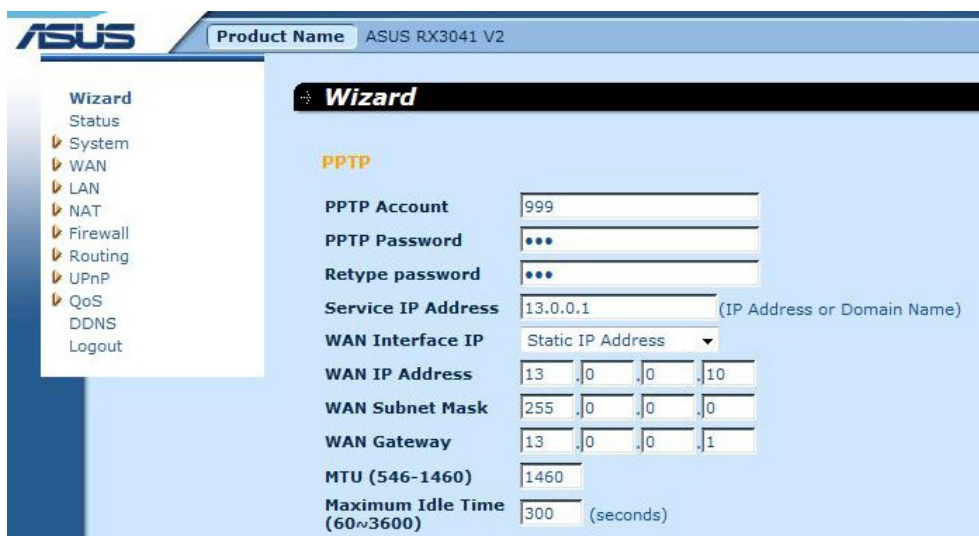 ASUS
Product Name ASUS RX3041 V2
Wizard
Status
System
WAN
LAN
NAT
Firewall
Routing
UPnP
QoS
DDNS
Logout
Wizard
PPTP
PPTP Account 999
PPTP Password •••
Retype password •••
Service IP Address 13.0.0.1 (IP Address or Domain Name)
WAN Interface IP Static IP Address
WAN IP Address 13 .0 .0 .10
WAN Subnet Mask 255 .0 .0 .0
WAN Gateway 13 .0 .0 .1
MTU (546-1460) 1460
Maximum Idle Time
(60~3600) 300 (seconds)